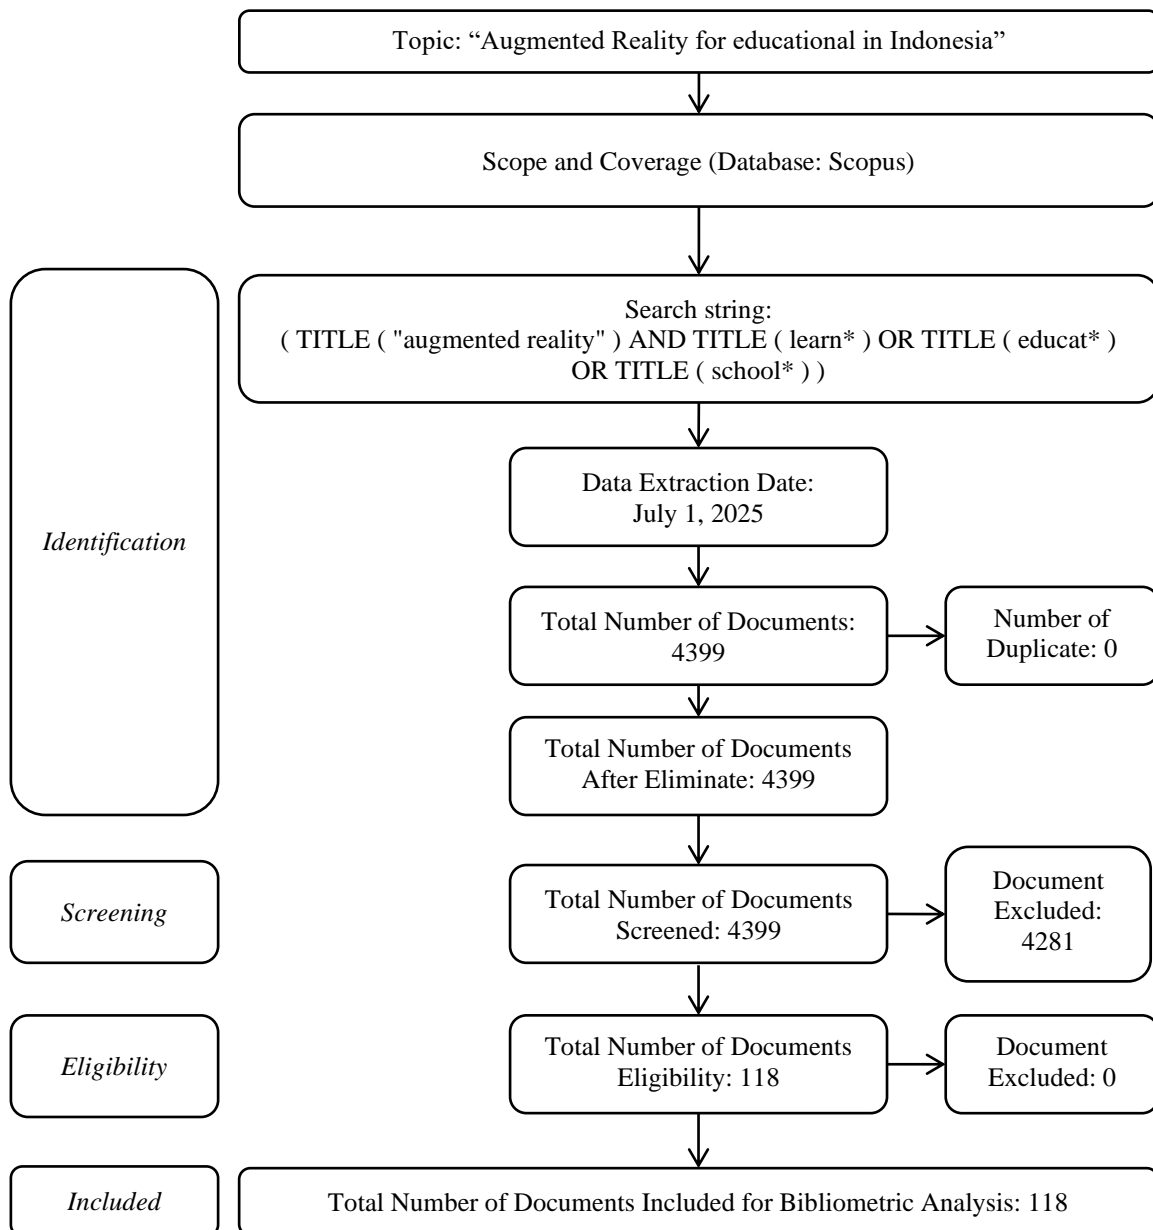 Topic: “Augmented Reality for educational in Indonesia”
Scope and Coverage (Database: Scopus)
Search string:
( TITLE ( "augmented reality" ) AND TITLE ( learn* ) OR TITLE ( educat* )
OR TITLE ( school* ) )
Identification
Data Extraction Date:
July 1, 2025
Total Number of Documents:
4399
Number of
Duplicate: 0
Total Number of Documents
After Eliminate: 4399
Screening
Total Number of Documents
Screened: 4399
Document
Excluded:
4281
Eligibility
Total Number of Documents
Eligibility: 118
Document
Excluded: 0
Included
Total Number of Documents Included for Bibliometric Analysis: 118